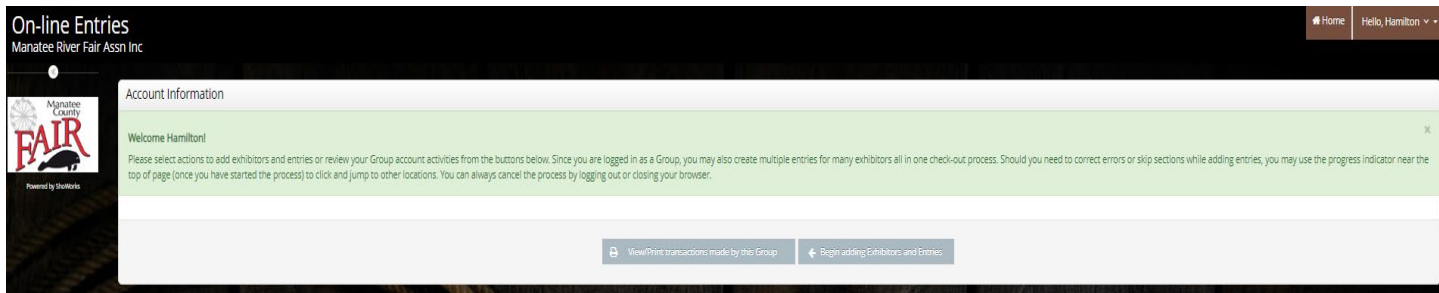 On-line Entries
Manatee River Fair Assn Inc
Home
Hello, Hamilton
Manatee
County
FAIR
Powered by ShoWorks
Account Information
Welcome Hamilton!
x
Please select actions to add exhibitors and entries or review your Group account activities from the buttons below. Since you are logged in as a Group, you may also create multiple entries for many exhibitors all in one check-out process. Should you need to correct errors or skip sections while adding entries, you may use the progress indicator near the
top of page (once you have started the process) to click and jump to other locations. You can always cancel the process by logging out or closing your browser.
View/Print transactions made by this Group
Begin adding Exhibitors and Entries